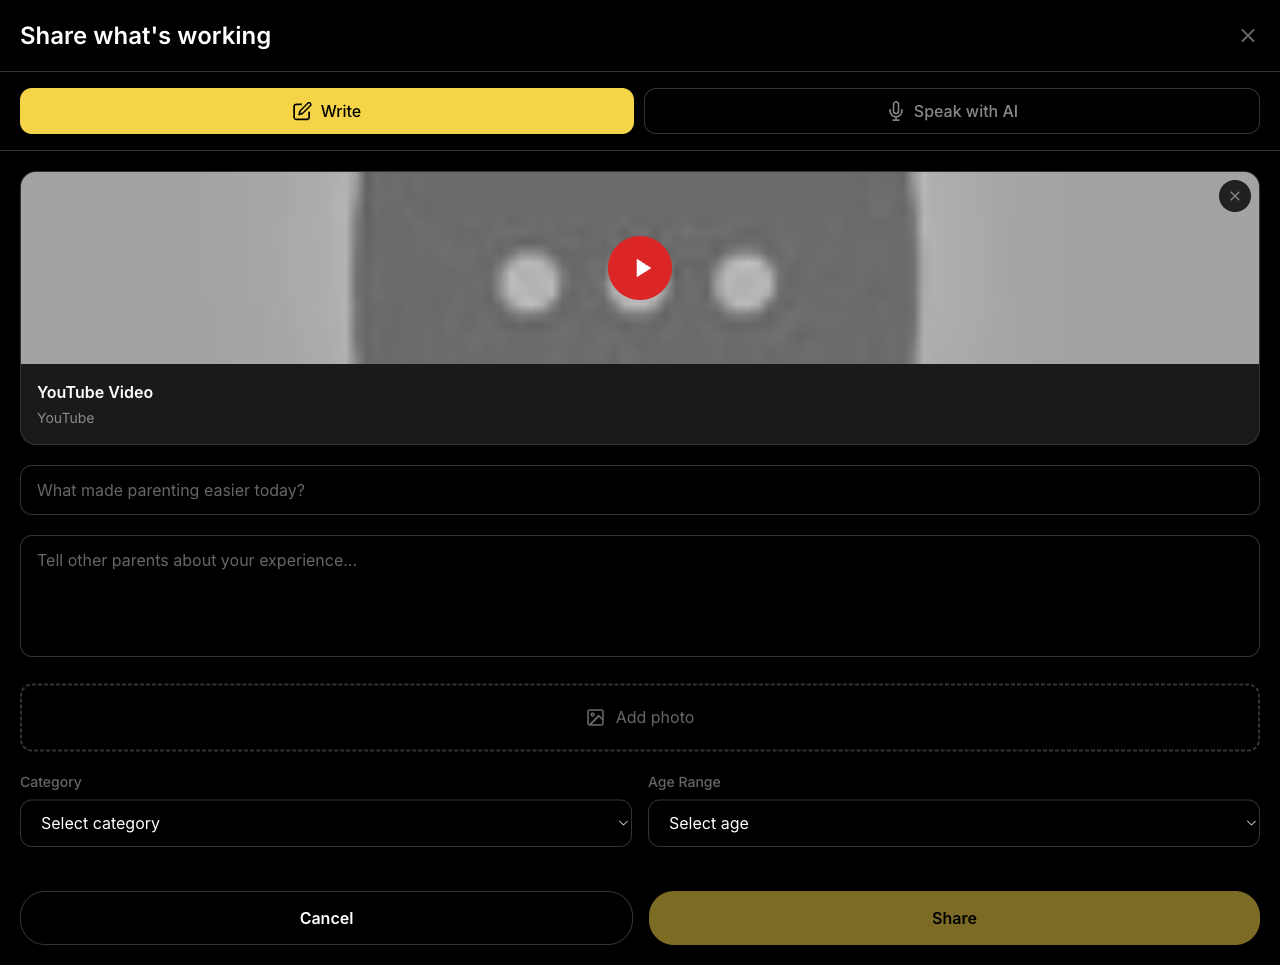 Share what's working
Write
Speak with AI
YouTube Video
YouTube
What made parenting easier today?
Tell other parents about your experience...
Add photo
Category
Age Range
Select category
Select age
Cancel
Share